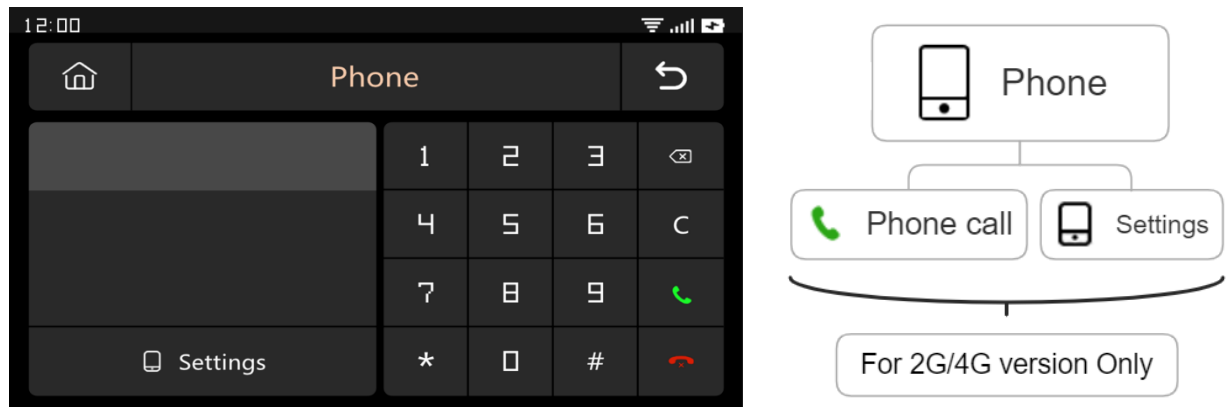 12:00
Phone
1 2 3
4 5 6 C
7 8 9
Settings
* 0 #
Phone
Phone call
Settings
For 2G/4G version Only